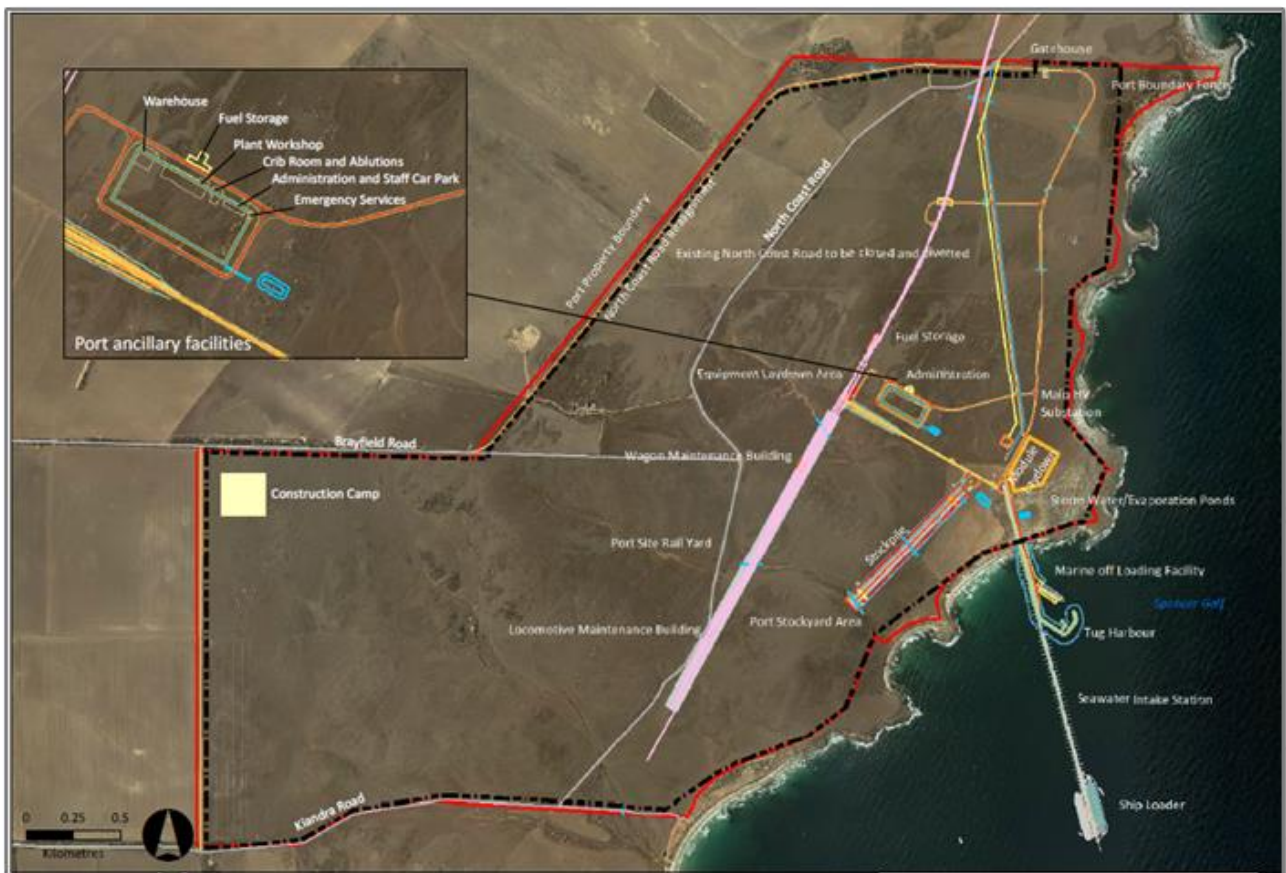 Gatehouse
Port Boundary Fence
Warehouse
Fuel Storage
Plant Workshop
Crib Room and Ablutions
Administration and Staff Car Park
Emergency Services
Port ancillary facilities
Port Property Boundary
North Coast Road Realignment
North Coast Road
Existing North Coast Road to be closed and diverted
Fuel Storage
Equipment Laydown Area
Administration
Main HV
Substation
Brayfield Road
Wagon Maintenance Building
Module
Laydown
Construction Camp
Storm Water/Evaporation Ponds
Port Site Rail Yard
Stockpile
Marine off Loading Facility
Spencer Gulf
Locomotive Maintenance Building
Port Stockyard Area
Tug Harbour
Seawater Intake Station
Kiandra Road
Ship Loader
0 0.25 0.5
Kilometres